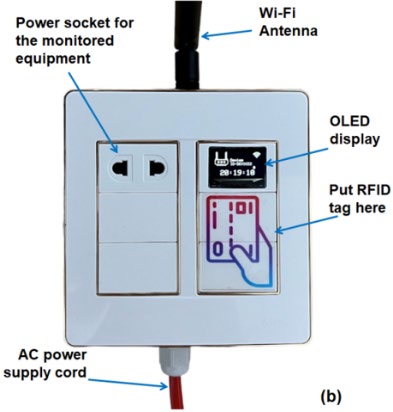 Power socket for
the monitored
equipment
Wi-Fi
Antenna
OLED
display
20:19:10
Put RFID
tag here
AC power
supply cord
(b)